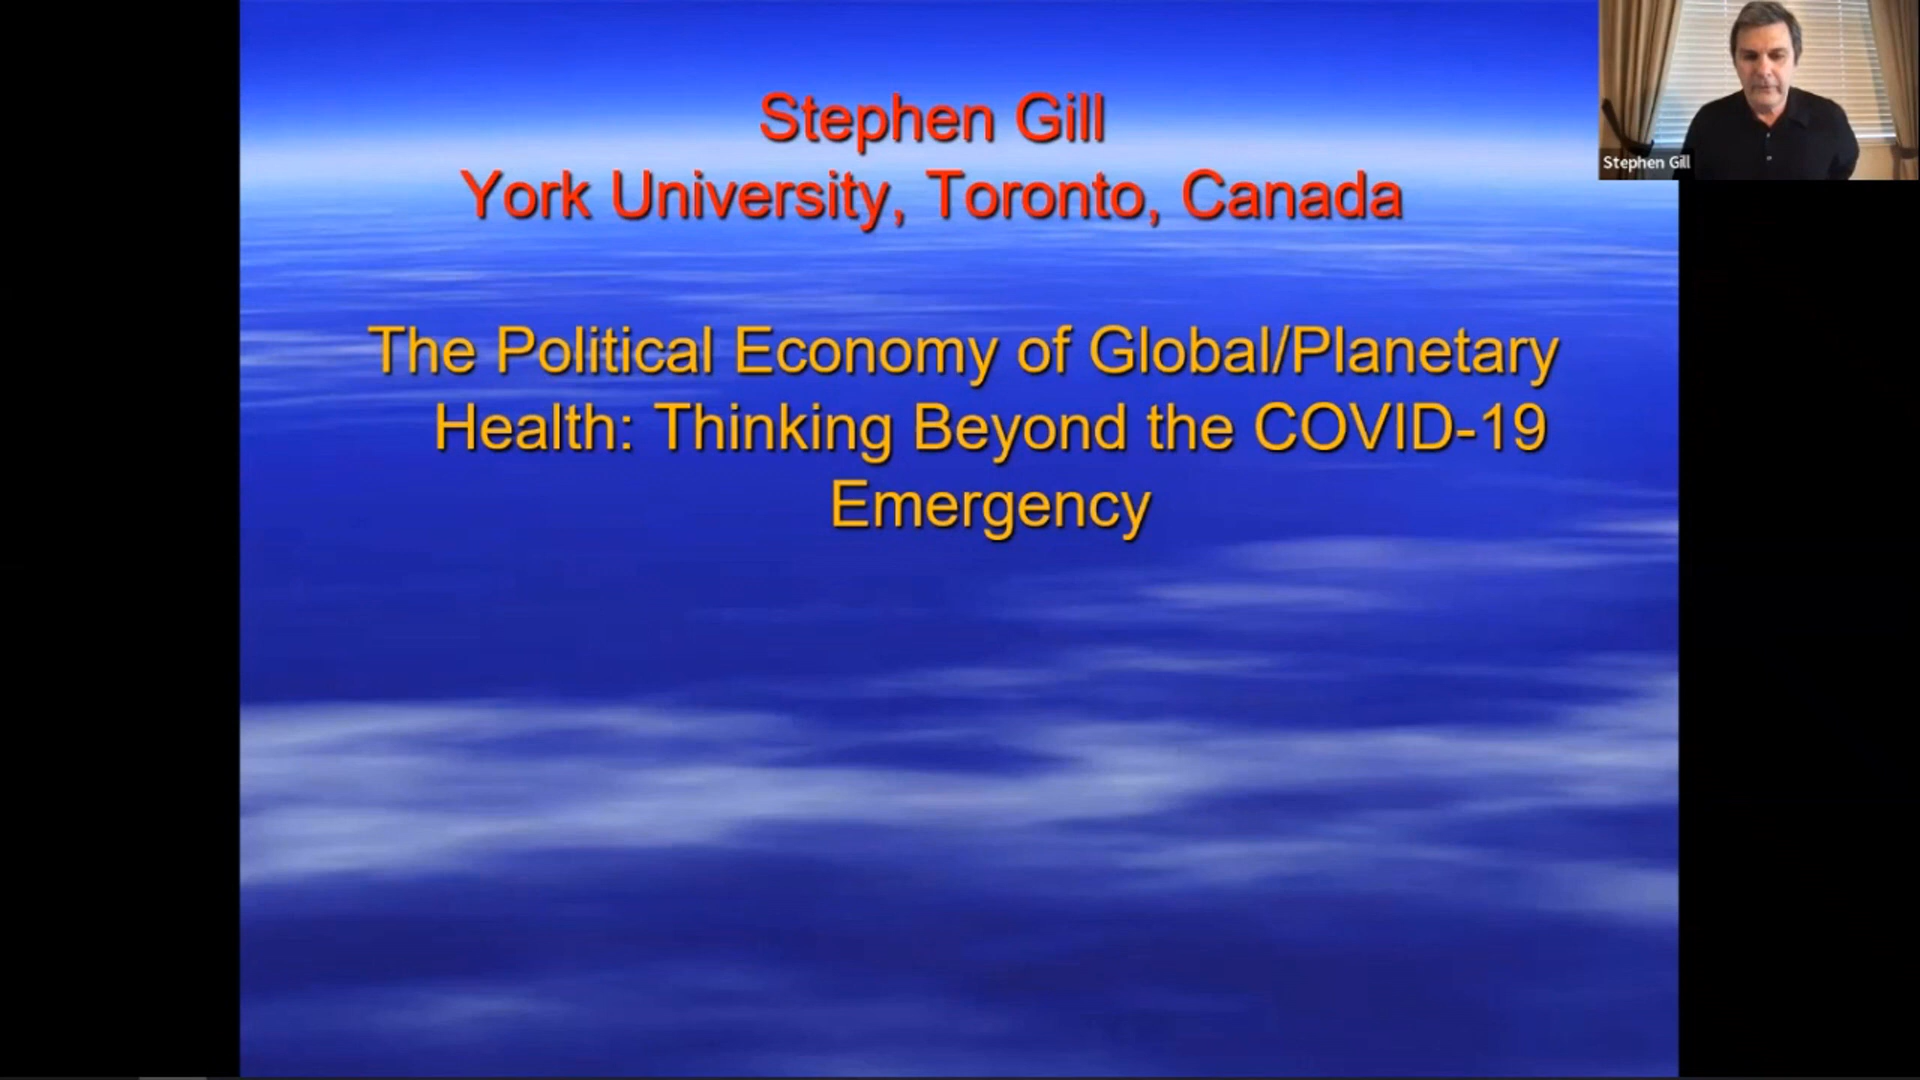 Stephen Gill
York University, Toronto, Canada
The Political Economy of Global/Planetary
Health: Thinking Beyond the COVID-19
Emergency
Stephen Gill